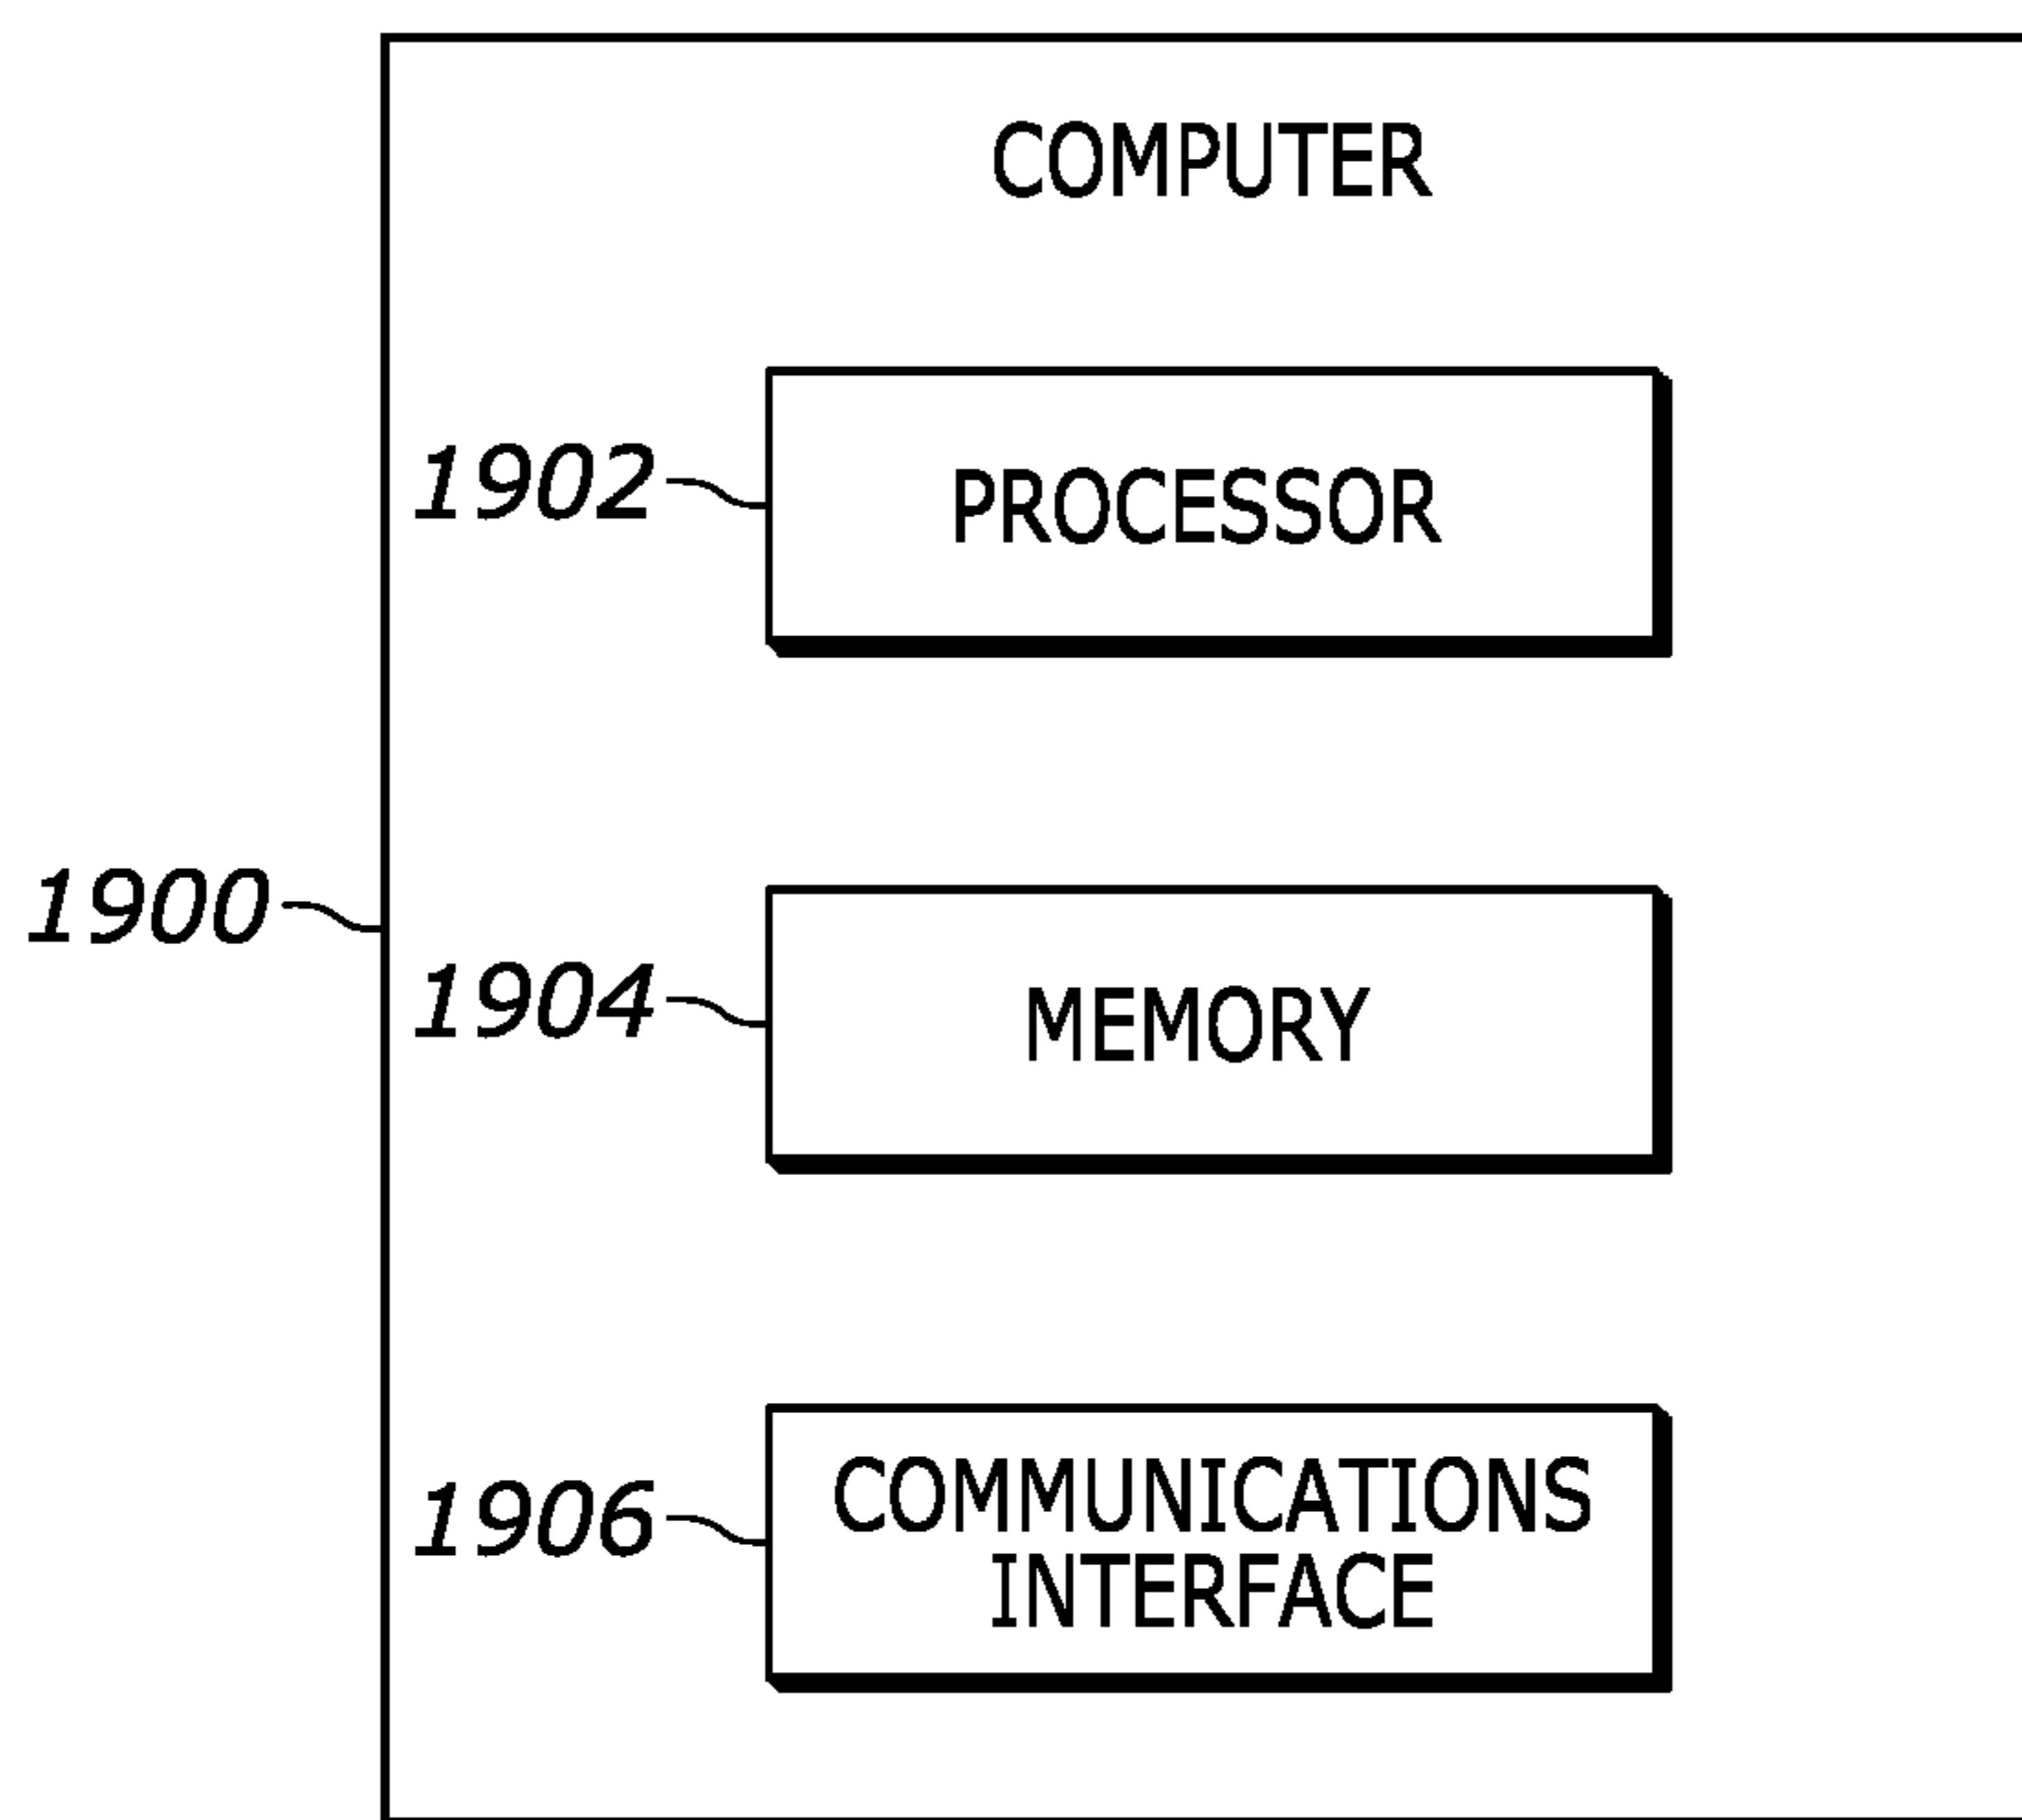 COMPUTER
1902
PROCESSOR
1900
1904
MEMORY
1906
COMMUNICATIONS
INTERFACE